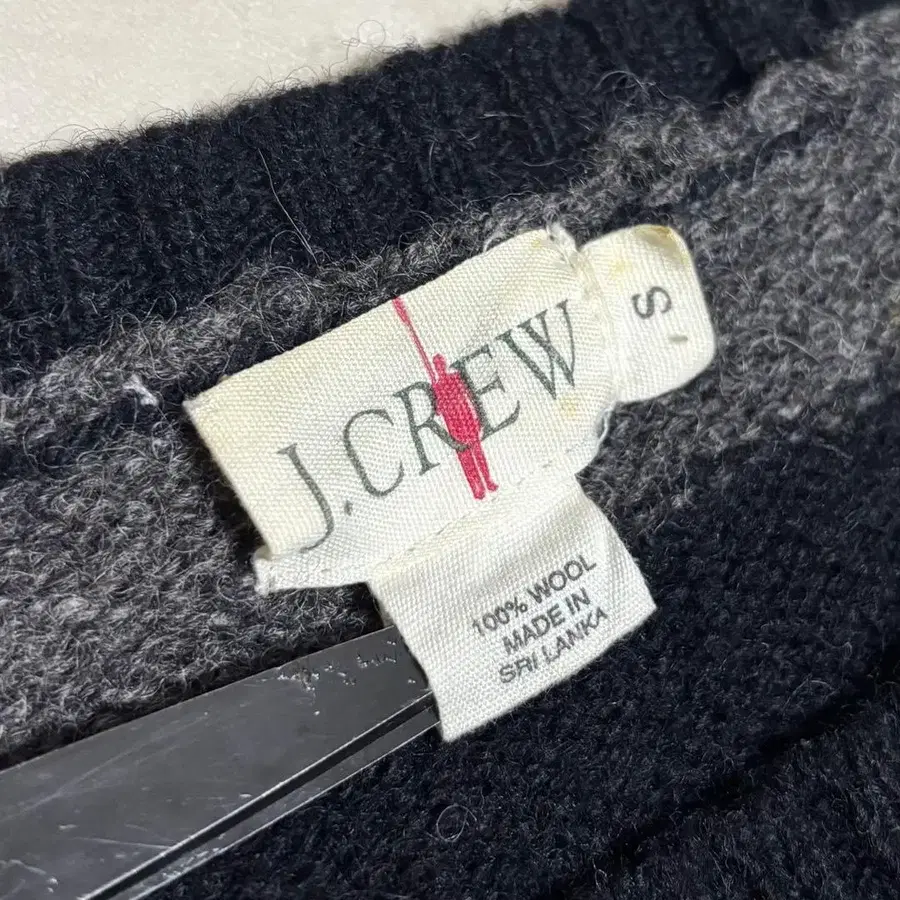 J.CREW
S
100% WOOL
MADE IN
SRI LANKA